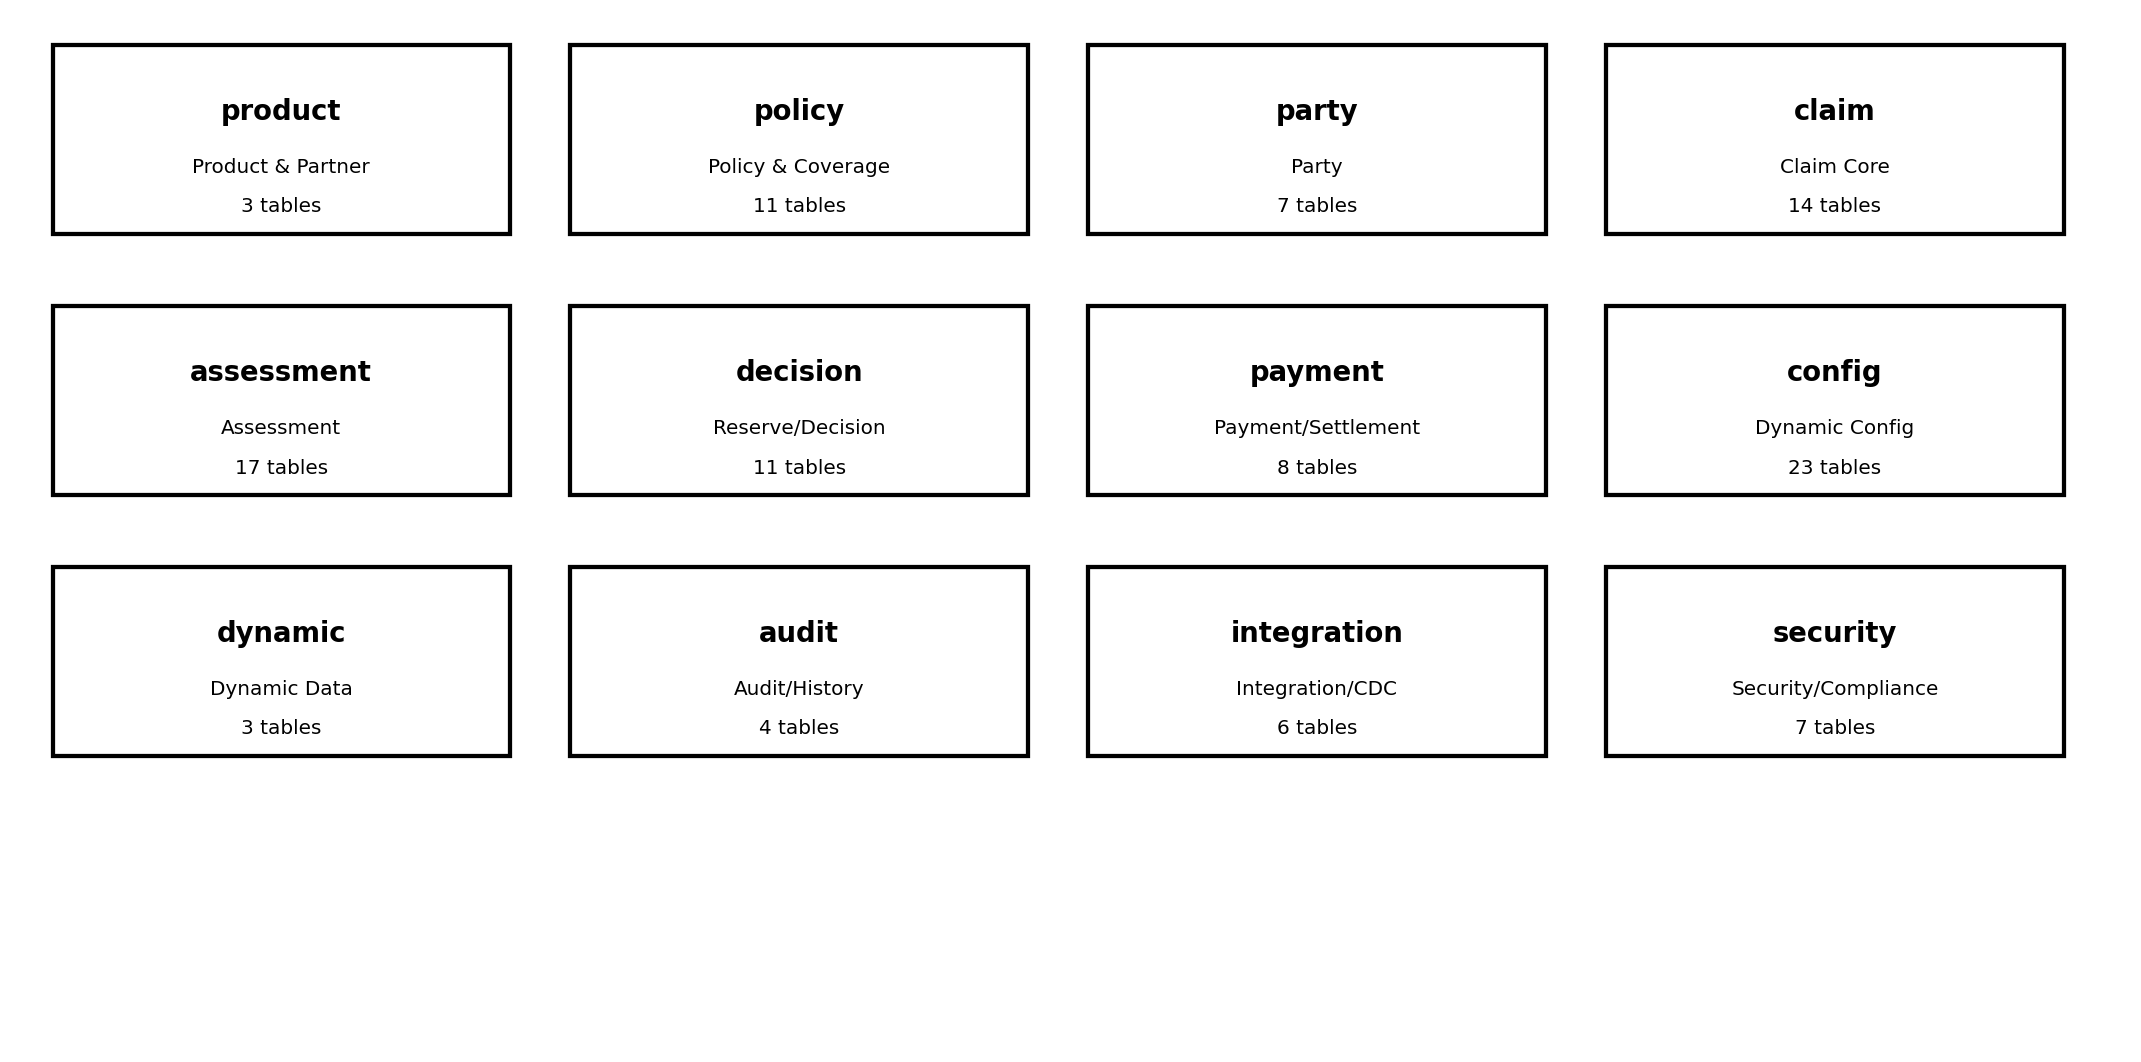 product
Product & Partner
3 tables
policy
Policy & Coverage
11 tables
party
Party
7 tables
claim
Claim Core
14 tables
assessment
Assessment
17 tables
decision
Reserve/Decision
11 tables
payment
Payment/Settlement
8 tables
config
Dynamic Config
23 tables
dynamic
Dynamic Data
3 tables
audit
Audit/History
4 tables
integration
Integration/CDC
6 tables
security
Security/Compliance
7 tables